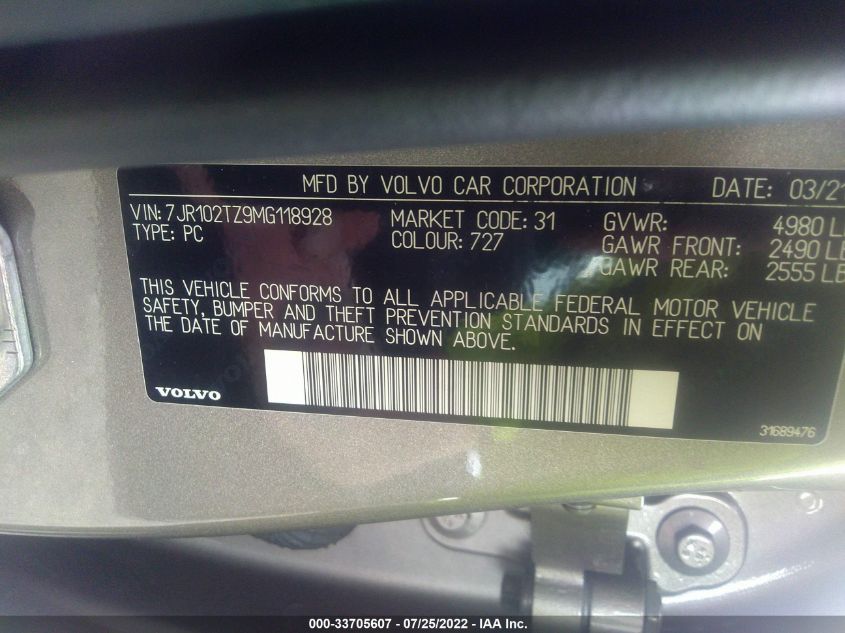 MFD BY VOLVO CAR CORPORATION DATE: 03/21
VIN: 7JR102TZ9MG118928 MARKET CODE: 31 GVWR: 4980 L
TYPE: PC COLOUR: 727 GAWR FRONT: 2490 LB
GAWR REAR: 2555 LB
THIS VEHICLE CONFORMS TO ALL APPLICABLE FEDERAL MOTOR VEHICLE
SAFETY, BUMPER AND THEFT PREVENTION STANDARDS IN EFFECT ON
THE DATE OF MANUFACTURE SHOWN ABOVE.
VOLVO
31689476
000-33705607 - 07/25/2022 - IAA Inc.